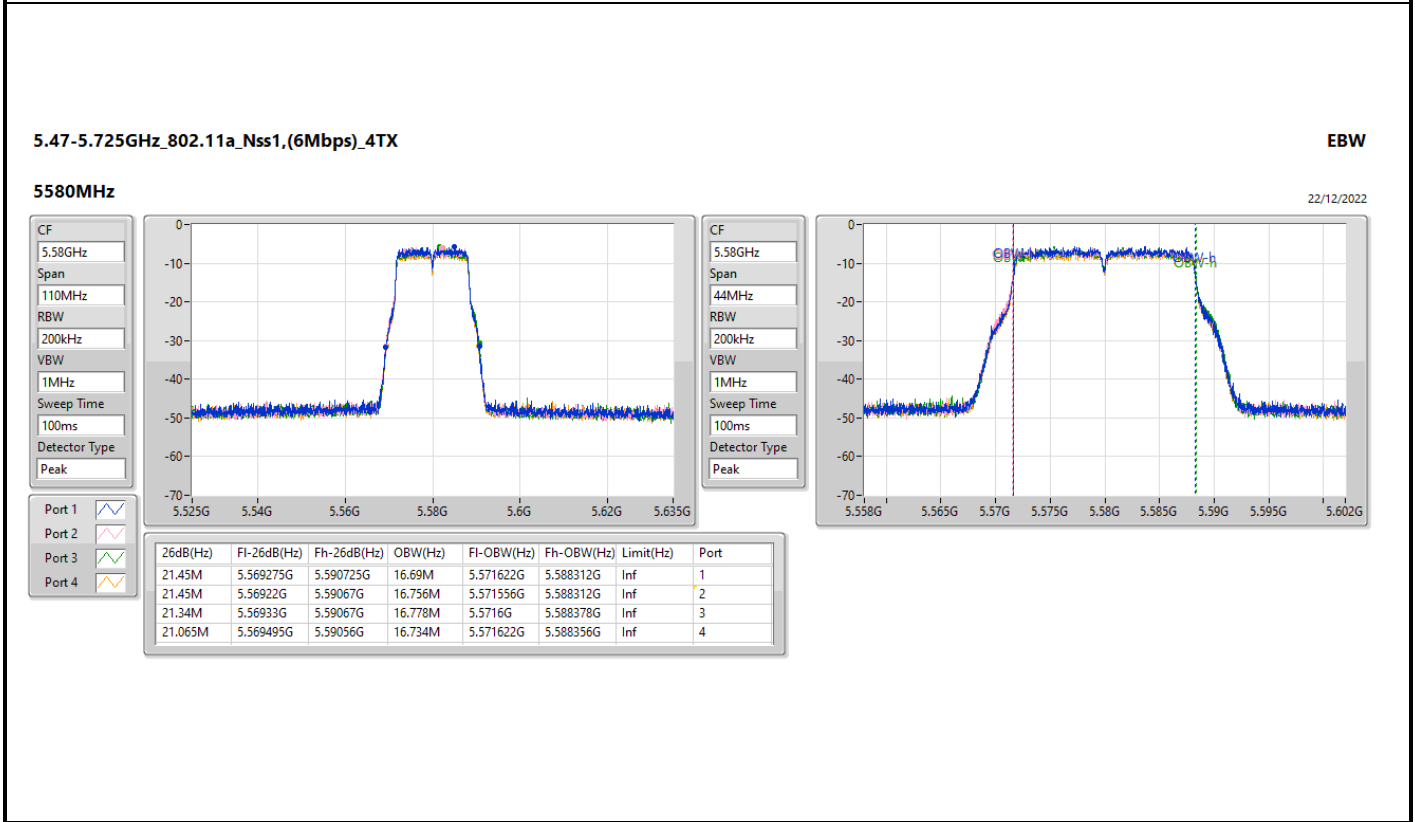 5.47-5.725GHz_802.11a_Nss1,(6Mbps)_4TX
EBW
5580MHz
22/12/2022
CF
5.58GHz
Span
110MHz
RBW
200kHz
VBW
1MHz
Sweep Time
100ms
Detector Type
Peak
0
-10
-20
-30
-40
-50
-60
-70
5.525G 5.54G 5.56G 5.58G 5.6G 5.62G 5.635G
CF
5.58GHz
Span
44MHz
RBW
200kHz
VBW
1MHz
Sweep Time
100ms
Detector Type
Peak
0
-10
-20
-30
-40
-50
-60
-70
OBW-h
5.558G 5.565G 5.57G 5.575G 5.58G 5.585G 5.59G 5.595G 5.602G
Port 1
Port 2
Port 3
Port 4
26dB(Hz) Fl-26dB(Hz) Fh-26dB(Hz) OBW(Hz) Fl-OBW(Hz) Fh-OBW(Hz) Limit(Hz) Port
21.45M 5.569275G 5.590725G 16.69M 5.571622G 5.588312G Inf 1
21.45M 5.56922G 5.59067G 16.756M 5.571556G 5.588312G Inf 2
21.34M 5.56933G 5.59067G 16.778M 5.5716G 5.588378G Inf 3
21.065M 5.569495G 5.59056G 16.734M 5.571622G 5.588356G Inf 4